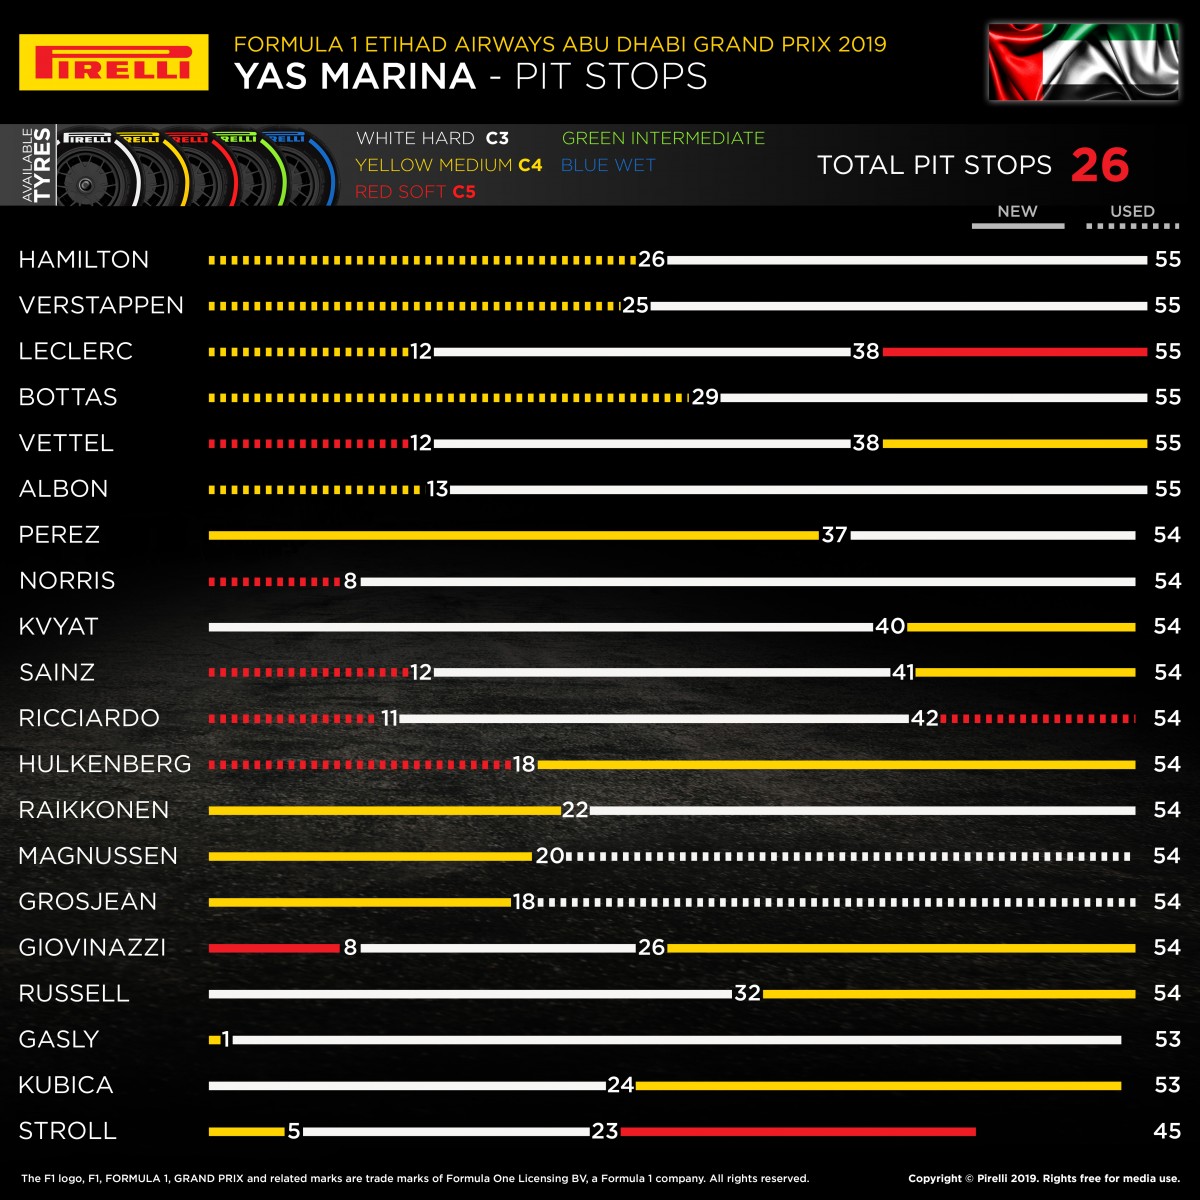 PIRELLI
FORMULA 1 ETIHAD AIRWAYS ABU DHABI GRAND PRIX 2019
YAS MARINA - PIT STOPS
AVAILABLE
TYRES
PIRELLI PIRELLI PIRELLI PIRELLI PIRELLI
WHITE HARD C3 GREEN INTERMEDIATE
YELLOW MEDIUM C4 BLUE WET
RED SOFT C5
TOTAL PIT STOPS 26
NEW USED
HAMILTON 26 55
VERSTAPPEN 25 55
LECLERC 12 38 55
BOTTAS 29 55
VETTEL 12 38 55
ALBON 13 55
PEREZ 37 54
NORRIS 8 54
KVYAT 40 54
SAINZ 12 41 54
RICCIARDO 11 42 54
HULKENBERG 18 54
RAIKKONEN 22 54
MAGNUSSEN 20 54
GROSJEAN 18 54
GIOVINAZZI 8 26 54
RUSSELL 32 54
GASLY 1 53
KUBICA 24 53
STROLL 5 23 45
The F1 logo, F1, FORMULA 1, GRAND PRIX and related marks are trade marks of Formula One Licensing BV, a Formula 1 company. All rights reserved. Copyright © Pirelli 2019. Rights free for media use.